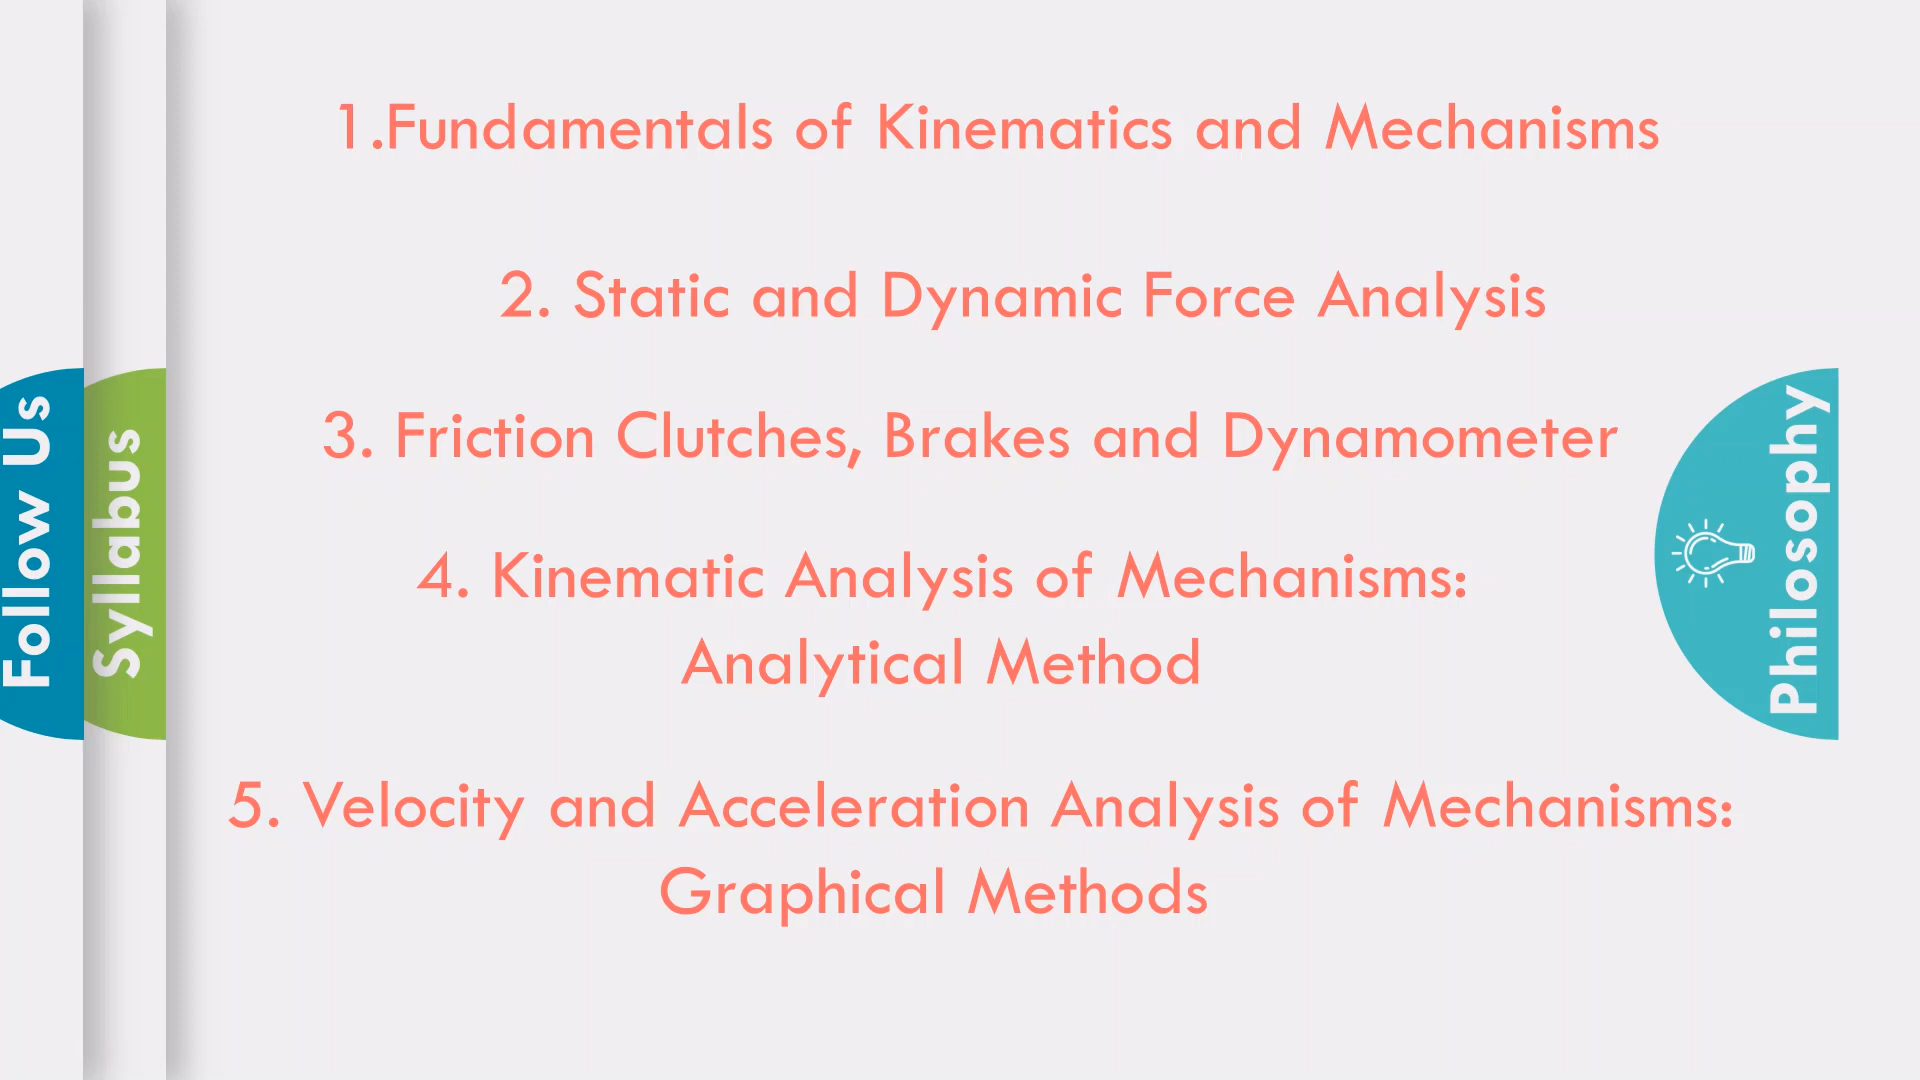 Follow Us
Syllabus
1.Fundamentals of Kinematics and Mechanisms
2. Static and Dynamic Force Analysis
3. Friction Clutches, Brakes and Dynamometer
4. Kinematic Analysis of Mechanisms:
Analytical Method
5. Velocity and Acceleration Analysis of Mechanisms:
Graphical Methods
Philosophy